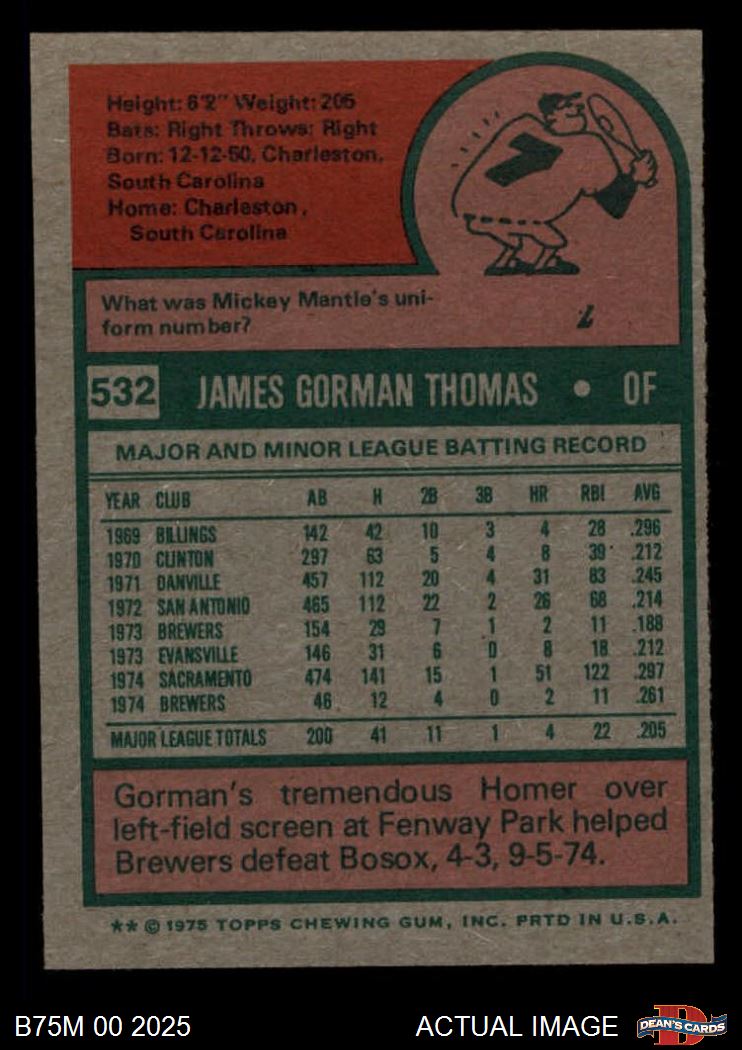 Height: 6'2" Weight: 205
Bats: Right Throws: Right
Born: 12-12-50, Charleston,
South Carolina
Home: Charleston,
South Carolina
7
What was Mickey Mantle's uni-
form number?
7
532 JAMES GORMAN THOMAS • OF
MAJOR AND MINOR LEAGUE BATTING RECORD
YEAR CLUB AB H 2B 3B HR RBI AVG
1969 BILLINGS 142 42 10 3 4 28 .296
1970 CLINTON 297 63 5 4 8 39 .212
1971 DANVILLE 457 112 20 4 31 83 .245
1972 SAN ANTONIO 465 112 22 2 26 68 .214
1973 BREWERS 154 29 7 1 2 11 .188
1973 EVANSVILLE 146 31 6 0 8 18 .212
1974 SACRAMENTO 474 141 15 1 51 122 .297
1974 BREWERS 46 12 4 0 2 11 .261
MAJOR LEAGUE TOTALS 200 41 11 1 4 22 .205
Gorman's tremendous Homer over
left-field screen at Fenway Park helped
Brewers defeat Bosox, 4-3, 9-5-74.
** © 1975 TOPPS CHEWING GUM, INC. PRTD IN U.S.A.
B75M 00 2025 ACTUAL IMAGE DEAN'S CARDS